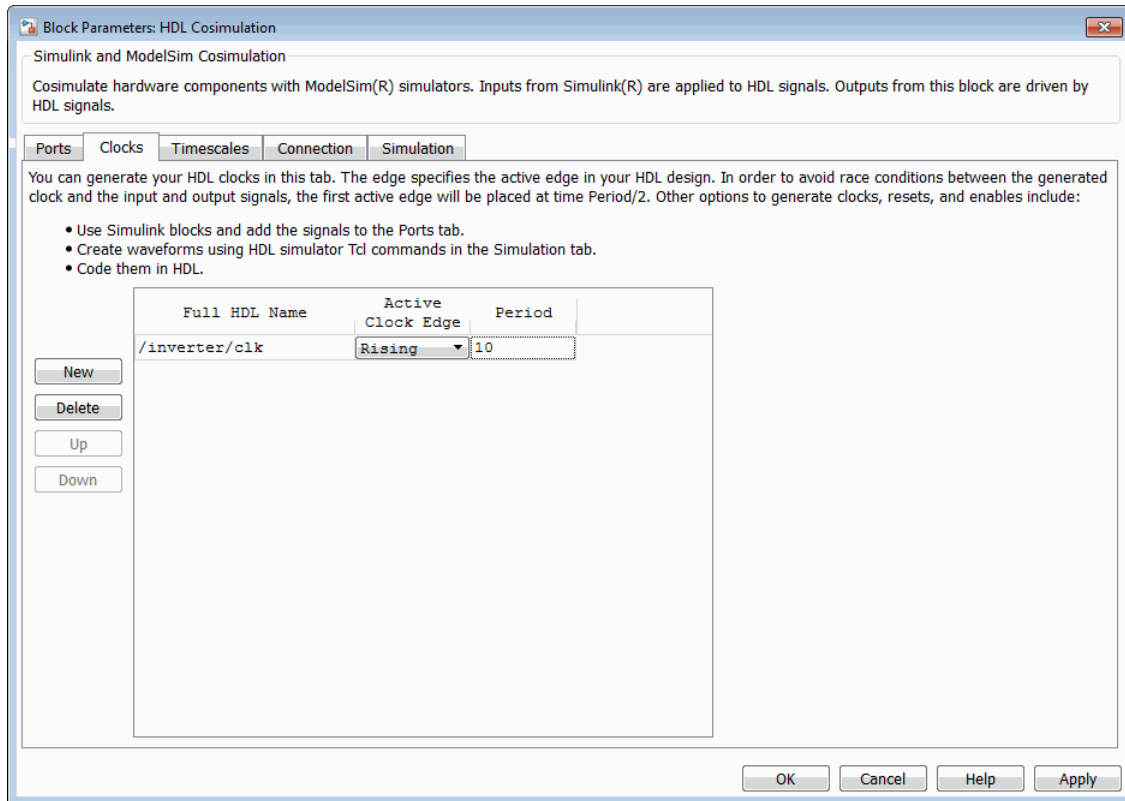 Block Parameters: HDL Cosimulation
Simulink and ModelSim Cosimulation
Cosimulate hardware components with ModelSim(R) simulators. Inputs from Simulink(R) are applied to HDL signals. Outputs from this block are driven by
HDL signals.
Ports Clocks Timescales Connection Simulation
You can generate your HDL clocks in this tab. The edge specifies the active edge in your HDL design. In order to avoid race conditions between the generated
clock and the input and output signals, the first active edge will be placed at time Period/2. Other options to generate clocks, resets, and enables include:
• Use Simulink blocks and add the signals to the Ports tab.
• Create waveforms using HDL simulator Tcl commands in the Simulation tab.
• Code them in HDL.
Full HDL Name Active Clock Edge Period
/inverter/clk Rising 10
New
Delete
Up
Down
OK Cancel Help Apply